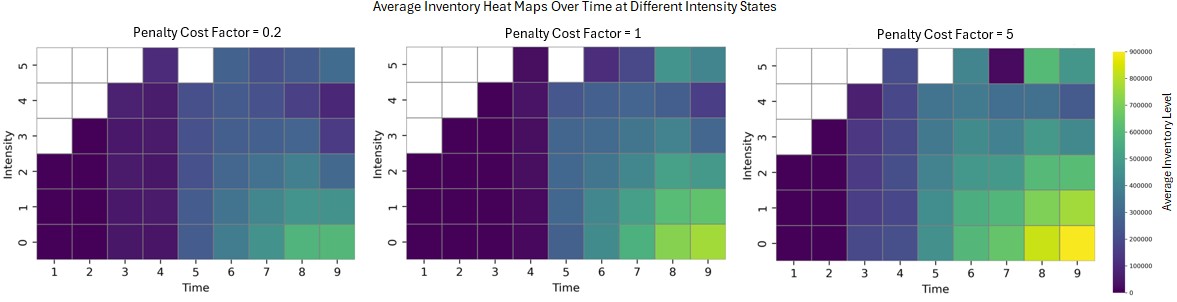 Average Inventory Heat Maps Over Time at Different Intensity States
Penalty Cost Factor = 0.2
Intensity
5
4
3
2
1
0
1 2 3 4 5 6 7 8 9
Time
Penalty Cost Factor = 1
Intensity
5
4
3
2
1
0
1 2 3 4 5 6 7 8 9
Time
Penalty Cost Factor = 5
Intensity
5
4
3
2
1
0
1 2 3 4 5 6 7 8 9
Time
900000
800000
700000
600000
500000
400000
300000
200000
100000
0
Average Inventory Level